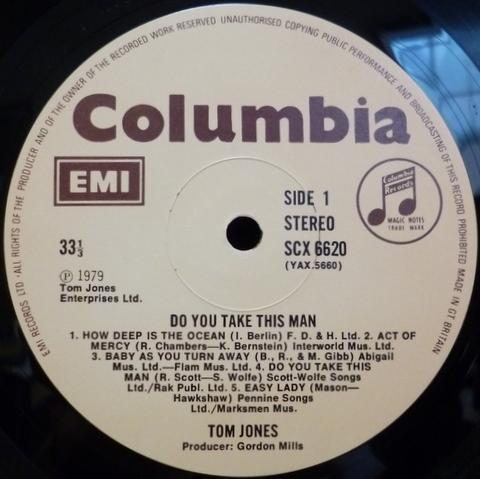 EMI RECORDS LTD · ALL RIGHTS OF THE PRODUCER AND OF THE OWNER OF THE RECORDED WORK RESERVED UNAUTHORISED COPYING PUBLIC PERFORMANCE AND BROADCASTING OF THIS RECORD PROHIBITED MADE IN GT BRITAIN
Columbia
EMI
Columbia
Records
MAGIC NOTES
TRADE MARK
SIDE 1
STEREO
33⅓
SCX 6620
(YAX.5660)
℗ 1979
Tom Jones
Enterprises Ltd.
DO YOU TAKE THIS MAN
1. HOW DEEP IS THE OCEAN (I. Berlin) F. D. & H. Ltd. 2. ACT OF
MERCY (R. Chambers—K. Bernstein) Interworld Mus. Ltd.
3. BABY AS YOU TURN AWAY (B., R., & M. Gibb) Abigail
Mus. Ltd.—Flam Mus. Ltd. 4. DO YOU TAKE THIS
MAN (R. Scott—S. Wolfe) Scott-Wolfe Songs
Ltd./Rak Publ. Ltd. 5. EASY LADY (Mason—
Hawkshaw) Pennine Songs
Ltd./Marksmen Mus.
TOM JONES
Producer: Gordon Mills